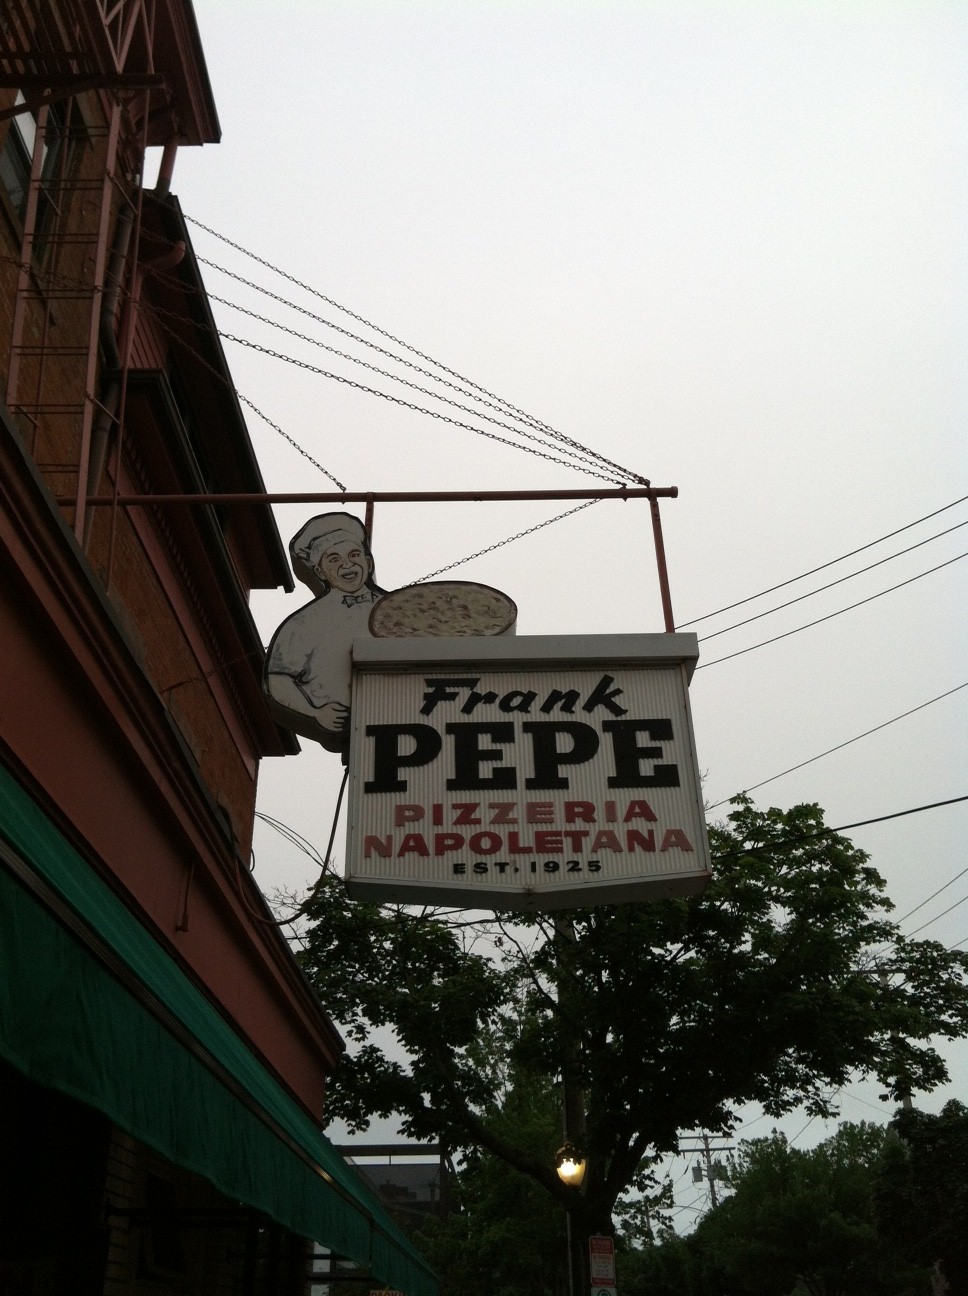 Frank
PEPE
PIZZERIA
NAPOLETANA
EST. 1925